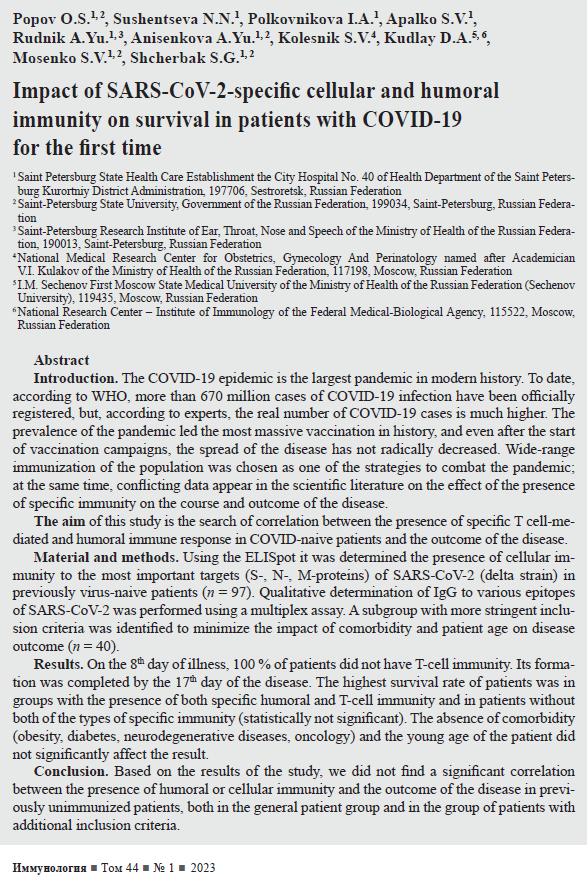 Popov O.S.1, 2, Sushentseva N.N.1, Polkovnikova I.A.1, Apalko S.V.1,
Rudnik A.Yu.1, 3, Anisenkova A.Yu.1, 2, Kolesnik S.V.4, Kudlay D.A.5, 6,
Mosenko S.V.1, 2, Shcherbak S.G.1, 2
Impact of SARS-CoV-2-specific cellular and humoral
immunity on survival in patients with COVID-19
for the first time
1 Saint Petersburg State Health Care Establishment the City Hospital No. 40 of Health Department of the Saint Peters-
burg Kurortniy District Administration, 197706, Sestroretsk, Russian Federation
2 Saint-Petersburg State University, Government of the Russian Federation, 199034, Saint-Petersburg, Russian Federa-
tion
3 Saint-Petersburg Research Institute of Ear, Throat, Nose and Speech of the Ministry of Health of the Russian Federa-
tion, 190013, Saint-Petersburg, Russian Federation
4 National Medical Research Center for Obstetrics, Gynecology And Perinatology named after Academician
V.I. Kulakov of the Ministry of Health of the Russian Federation, 117198, Moscow, Russian Federation
5 I.M. Sechenov First Moscow State Medical University of the Ministry of Health of the Russian Federation (Sechenov
University), 119435, Moscow, Russian Federation
6 National Research Center – Institute of Immunology of the Federal Medical-Biological Agency, 115522, Moscow,
Russian Federation
Abstract
Introduction. The COVID-19 epidemic is the largest pandemic in modern history. To date,
according to WHO, more than 670 million cases of COVID-19 infection have been officially
registered, but, according to experts, the real number of COVID-19 cases is much higher. The
prevalence of the pandemic led the most massive vaccination in history, and even after the start
of vaccination campaigns, the spread of the disease has not radically decreased. Wide-range
immunization of the population was chosen as one of the strategies to combat the pandemic;
at the same time, conflicting data appear in the scientific literature on the effect of the presence
of specific immunity on the course and outcome of the disease.
The aim of this study is the search of correlation between the presence of specific T cell-me-
diated and humoral immune response in COVID-naive patients and the outcome of the disease.
Material and methods. Using the ELISpot it was determined the presence of cellular im-
munity to the most important targets (S-, N-, M-proteins) of SARS-CoV-2 (delta strain) in
previously virus-naive patients (n = 97). Qualitative determination of IgG to various epitopes
of SARS-CoV-2 was performed using a multiplex assay. A subgroup with more stringent inclu-
sion criteria was identified to minimize the impact of comorbidity and patient age on disease
outcome (n = 40).
Results. On the 8th day of illness, 100 % of patients did not have T-cell immunity. Its forma-
tion was completed by the 17th day of the disease. The highest survival rate of patients was in
groups with the presence of both specific humoral and T-cell immunity and in patients without
both of the types of specific immunity (statistically not significant). The absence of comorbidity
(obesity, diabetes, neurodegenerative diseases, oncology) and the young age of the patient did
not significantly affect the result.
Conclusion. Based on the results of the study, we did not find a significant correlation
between the presence of humoral or cellular immunity and the outcome of the disease in previ-
ously unimmunized patients, both in the general patient group and in the group of patients with
additional inclusion criteria.
Иммунология ■ Том 44 ■ № 1 ■ 2023